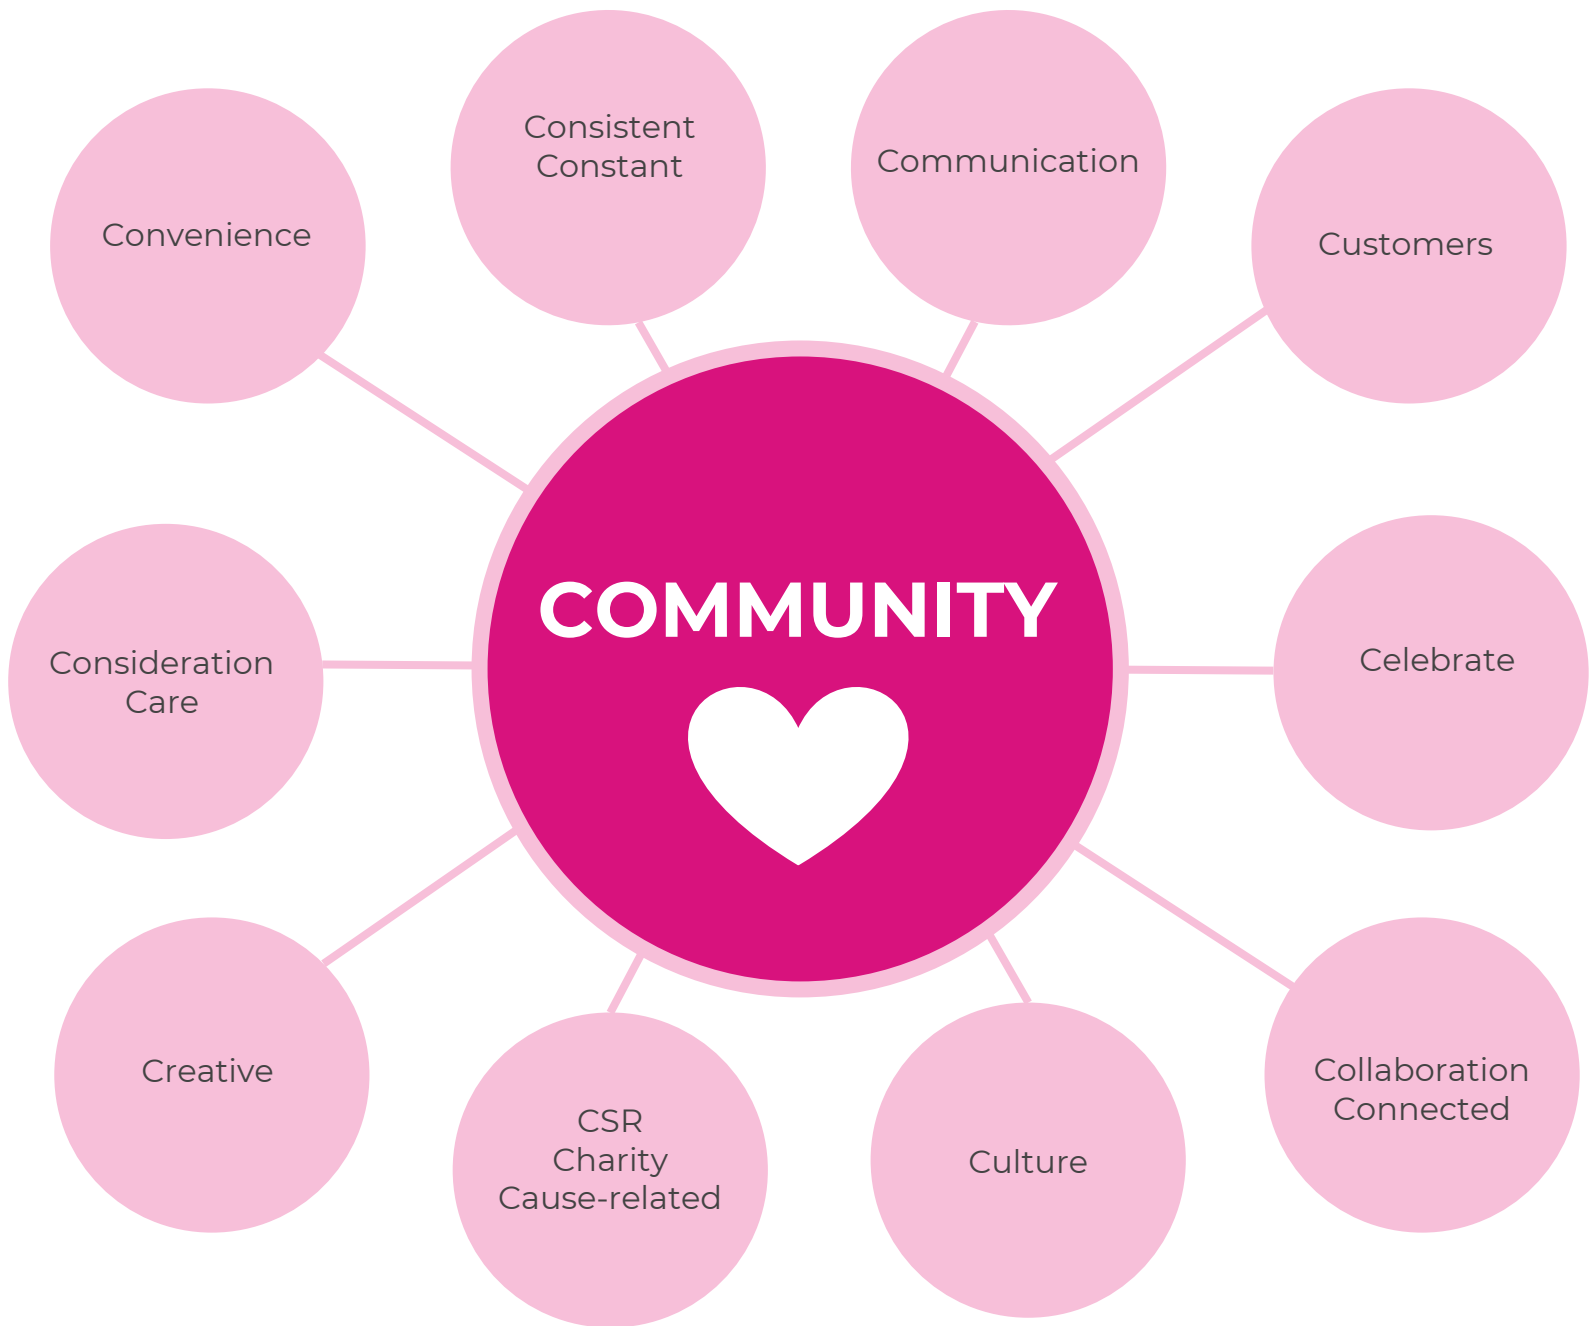 Consistent
Constant
Communication
Convenience
Customers
COMMUNITY
Consideration
Care
Celebrate
Creative
Collaboration
Connected
CSR
Charity
Cause-related
Culture